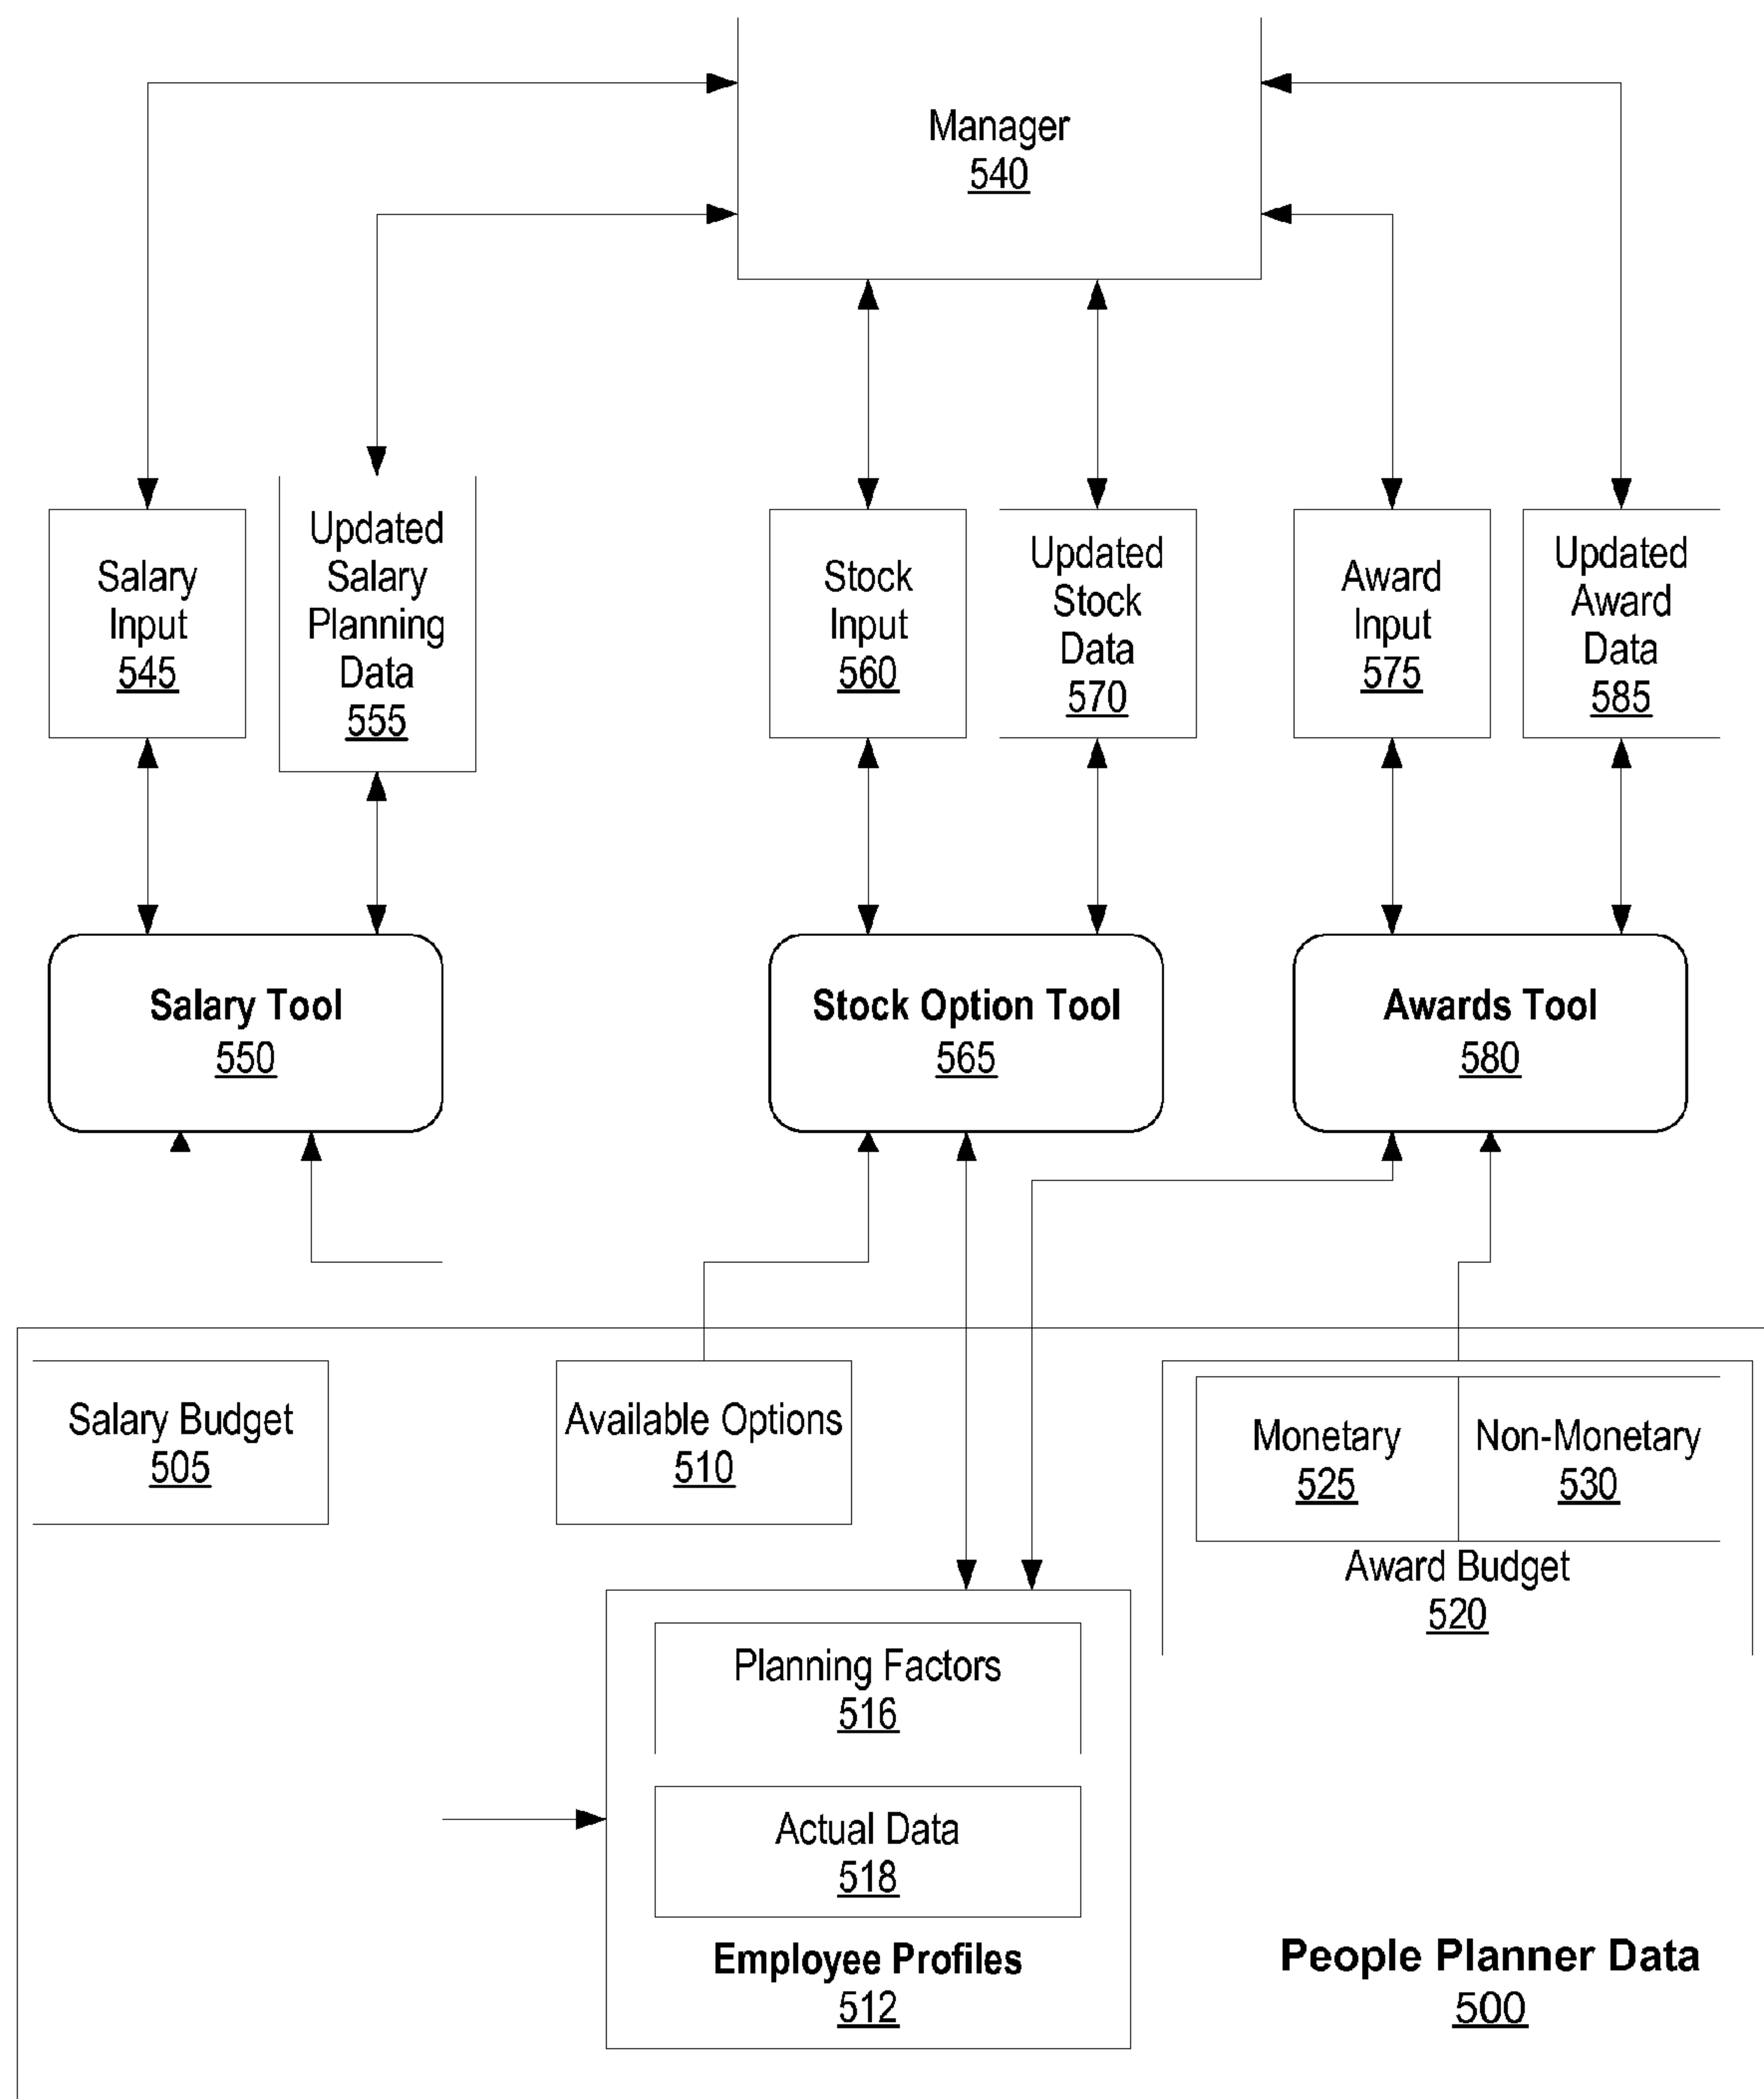 Manager
540
Salary
Input
545
Updated
Salary
Planning
Data
555
Stock
Input
560
Updated
Stock
Data
570
Award
Input
575
Updated
Award
Data
585
Salary Tool
550
Stock Option Tool
565
Awards Tool
580
Salary Budget
505
Available Options
510
Monetary
525
Non-Monetary
530
Award Budget
520
Planning Factors
516
Actual Data
518
Employee Profiles
512
People Planner Data
500